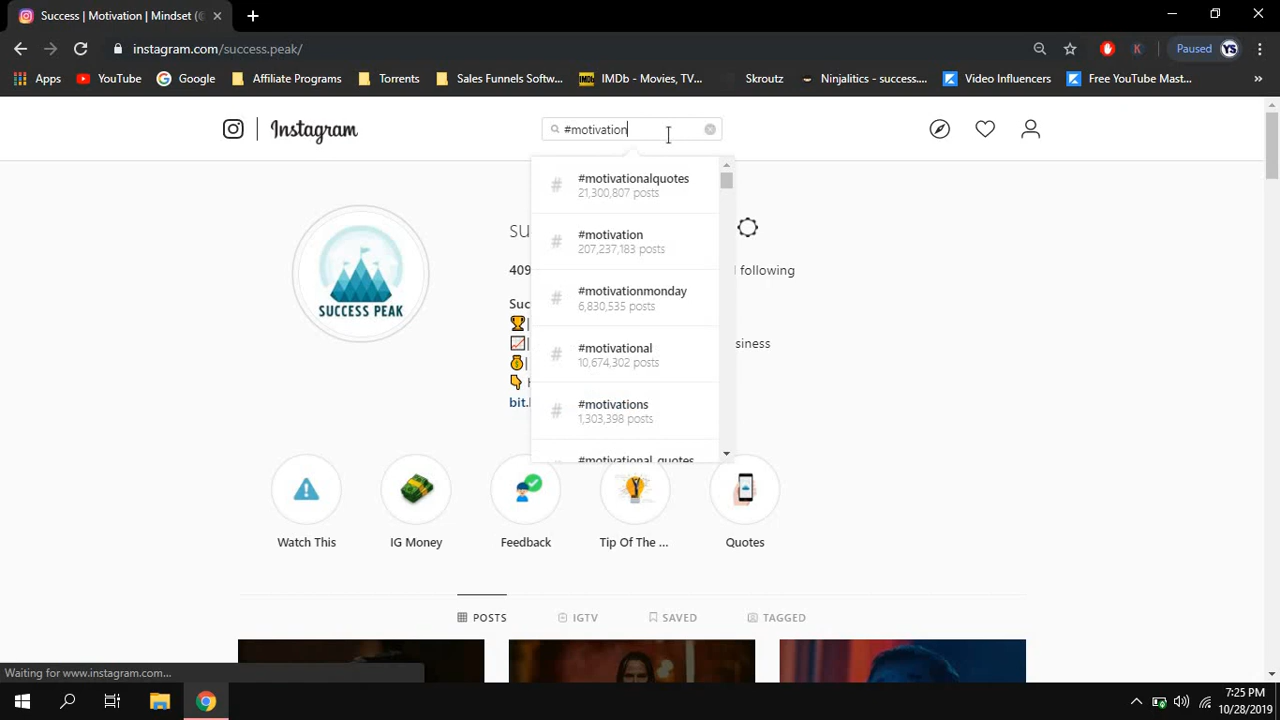 Success | Motivation | Mindset (@
instagram.com/success.peak/
Paused
YS
Apps
YouTube
Google
Affiliate Programs
Torrents
Sales Funnels Softw...
IMDb
IMDb - Movies, TV...
Skroutz
Ninjalitics - success....
Video Influencers
Free YouTube Mast...
Instagram
#motivation
#motivationalquotes
21,300,807 posts
#motivation
207,237,183 posts
#motivationmonday
6,830,535 posts
#motivational
10,674,302 posts
#motivations
1,303,398 posts
#motivational_quotes
su
409
following
Suc
siness
bit.
SUCCESS PEAK
Watch This
IG Money
Feedback
Tip Of The ...
Quotes
POSTS
IGTV
SAVED
TAGGED
Waiting for www.instagram.com...
7:25 PM
10/28/2019